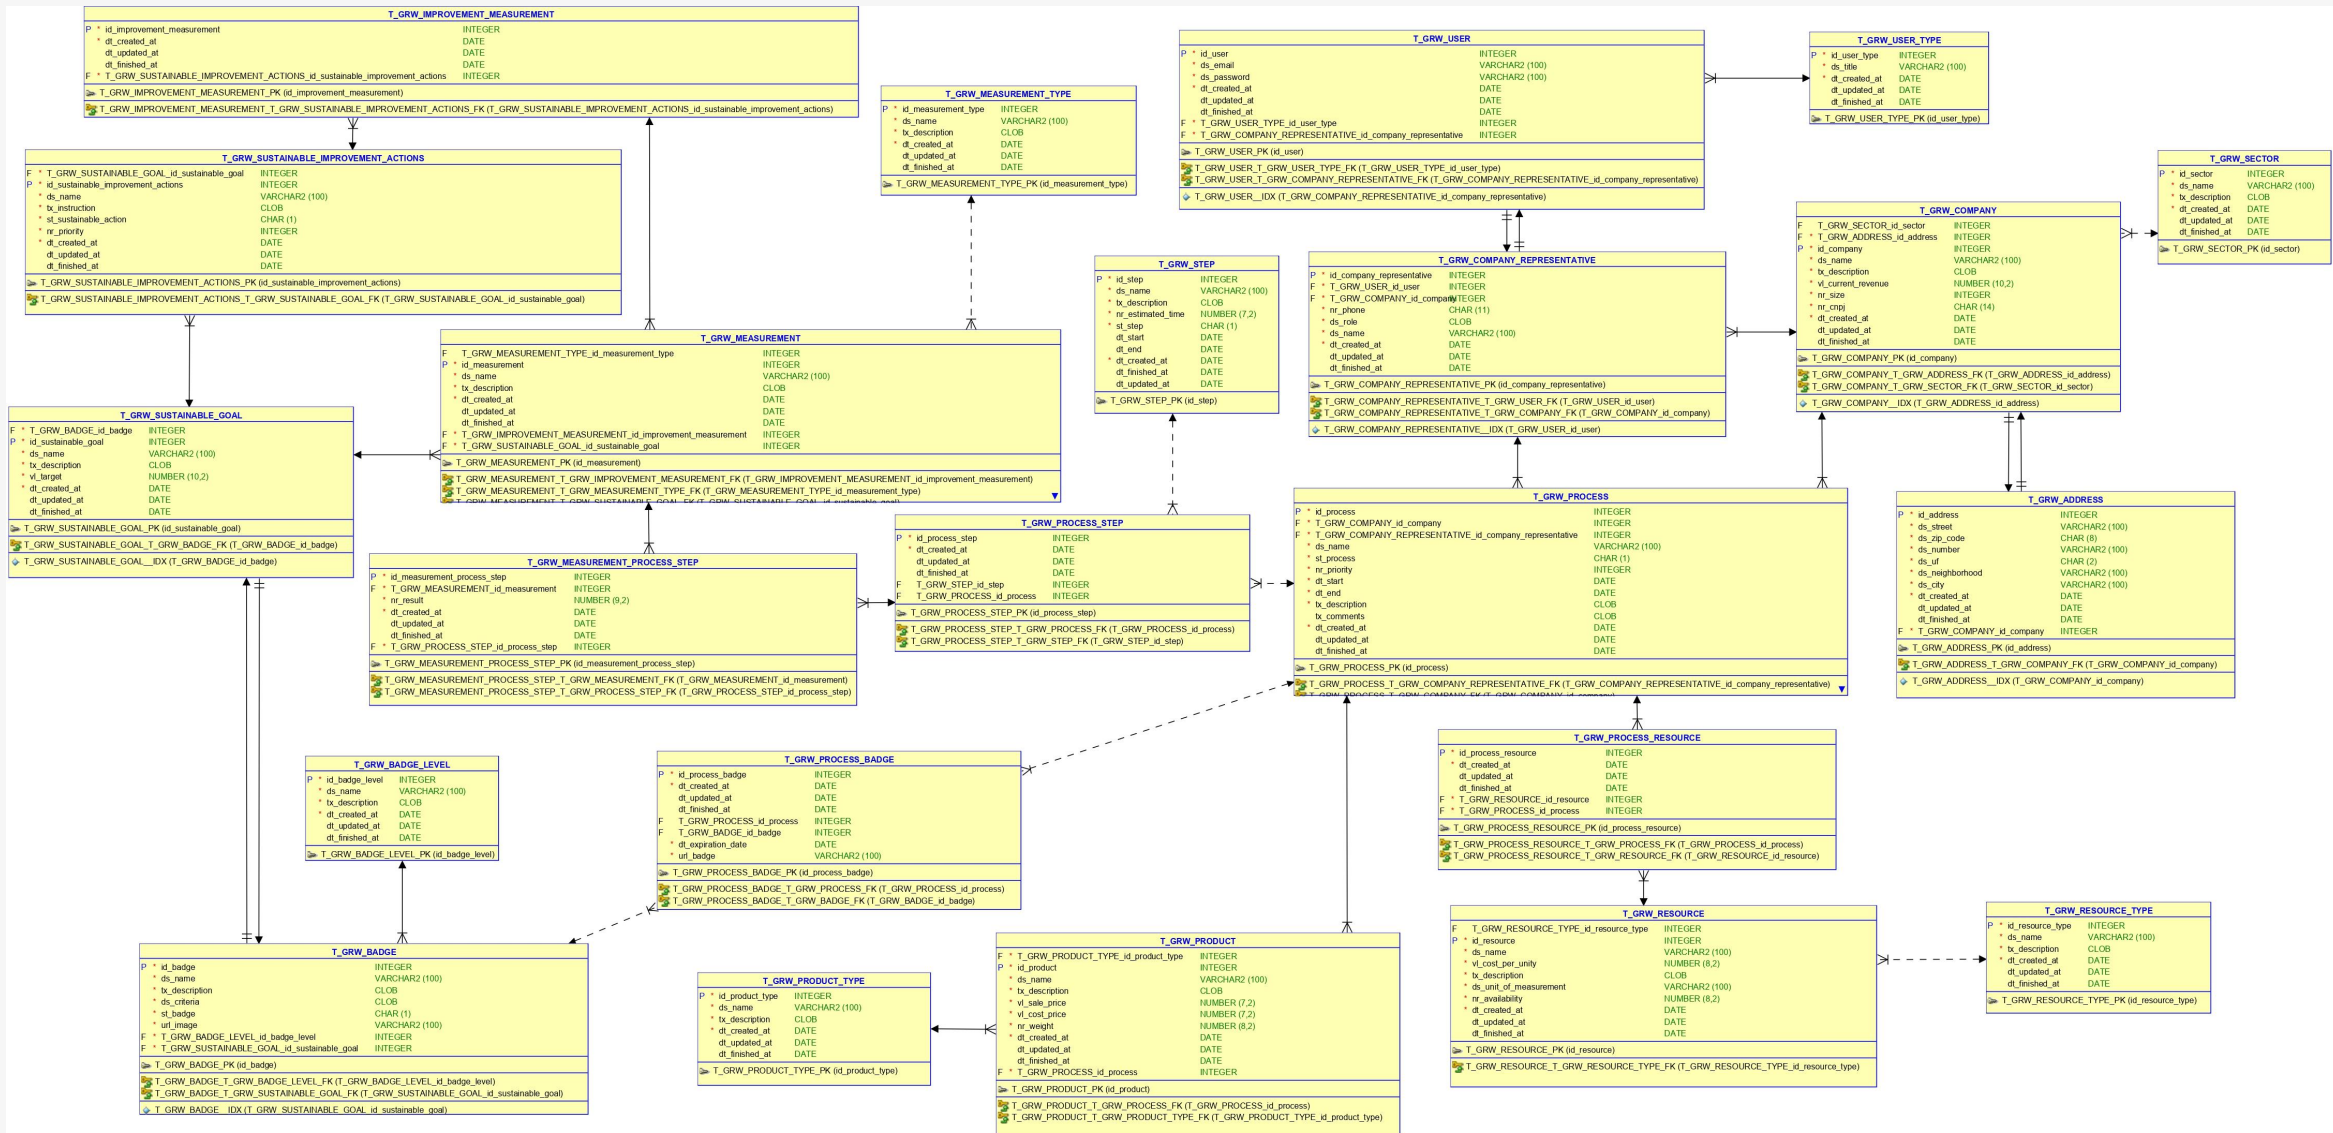 T_GRW_IMPROVEMENT_MEASUREMENT
P * id_improvement_measurement INTEGER
* dt_created_at DATE
dt_updated_at DATE
dt_finished_at DATE
F * T_GRW_SUSTAINABLE_IMPROVEMENT_ACTIONS_id_sustainable_improvement_actions INTEGER
T_GRW_IMPROVEMENT_MEASUREMENT_PK (id_improvement_measurement)
T_GRW_IMPROVEMENT_MEASUREMENT_T_GRW_SUSTAINABLE_IMPROVEMENT_ACTIONS_FK (T_GRW_SUSTAINABLE_IMPROVEMENT_ACTIONS_id_sustainable_improvement_actions)
T_GRW_USER
P * id_user INTEGER
* ds_email VARCHAR2 (100)
* ds_password VARCHAR2 (100)
* dt_created_at DATE
dt_updated_at DATE
dt_finished_at DATE
F * T_GRW_USER_TYPE_id_user_type INTEGER
F * T_GRW_COMPANY_REPRESENTATIVE_id_company_representative INTEGER
T_GRW_USER_PK (id_user)
T_GRW_USER_T_GRW_USER_TYPE_FK (T_GRW_USER_TYPE_id_user_type)
T_GRW_USER_T_GRW_COMPANY_REPRESENTATIVE_FK (T_GRW_COMPANY_REPRESENTATIVE_id_company_representative)
T_GRW_USER__IDX (T_GRW_COMPANY_REPRESENTATIVE_id_company_representative)
T_GRW_USER_TYPE
P * id_user_type INTEGER
* ds_title VARCHAR2 (100)
* dt_created_at DATE
dt_updated_at DATE
dt_finished_at DATE
T_GRW_USER_TYPE_PK (id_user_type)
T_GRW_MEASUREMENT_TYPE
P * id_measurement_type INTEGER
* ds_name VARCHAR2 (100)
* tx_description CLOB
* dt_created_at DATE
dt_updated_at DATE
dt_finished_at DATE
T_GRW_MEASUREMENT_TYPE_PK (id_measurement_type)
T_GRW_SUSTAINABLE_IMPROVEMENT_ACTIONS
F * T_GRW_SUSTAINABLE_GOAL_id_sustainable_goal INTEGER
P * id_sustainable_improvement_actions INTEGER
* ds_name VARCHAR2 (100)
* tx_instruction CLOB
* st_sustainable_action CHAR (1)
* nr_priority INTEGER
* dt_created_at DATE
dt_updated_at DATE
dt_finished_at DATE
T_GRW_SUSTAINABLE_IMPROVEMENT_ACTIONS_PK (id_sustainable_improvement_actions)
T_GRW_SUSTAINABLE_IMPROVEMENT_ACTIONS_T_GRW_SUSTAINABLE_GOAL_FK (T_GRW_SUSTAINABLE_GOAL_id_sustainable_goal)
T_GRW_SECTOR
P * id_sector INTEGER
* ds_name VARCHAR2 (100)
* tx_description CLOB
* dt_created_at DATE
dt_updated_at DATE
dt_finished_at DATE
T_GRW_SECTOR_PK (id_sector)
T_GRW_COMPANY
F T_GRW_SECTOR_id_sector INTEGER
F * T_GRW_ADDRESS_id_address INTEGER
P * id_company INTEGER
* ds_name VARCHAR2 (100)
* tx_description CLOB
* vl_current_revenue NUMBER (10,2)
* nr_size INTEGER
* nr_cnpj CHAR (14)
* dt_created_at DATE
dt_updated_at DATE
dt_finished_at DATE
T_GRW_COMPANY_PK (id_company)
T_GRW_COMPANY_T_GRW_ADDRESS_FK (T_GRW_ADDRESS_id_address)
T_GRW_COMPANY_T_GRW_SECTOR_FK (T_GRW_SECTOR_id_sector)
T_GRW_COMPANY__IDX (T_GRW_ADDRESS_id_address)
T_GRW_STEP
P * id_step INTEGER
* ds_name VARCHAR2 (100)
* tx_description CLOB
* nr_estimated_time NUMBER (7,2)
* st_step CHAR (1)
dt_start DATE
dt_end DATE
* dt_created_at DATE
dt_finished_at DATE
dt_updated_at DATE
T_GRW_STEP_PK (id_step)
T_GRW_COMPANY_REPRESENTATIVE
P * id_company_representative INTEGER
F * T_GRW_USER_id_user INTEGER
F * T_GRW_COMPANY_id_company INTEGER
* nr_phone CHAR (11)
* ds_role CLOB
* ds_name VARCHAR2 (100)
* dt_created_at DATE
dt_updated_at DATE
dt_finished_at DATE
T_GRW_COMPANY_REPRESENTATIVE_PK (id_company_representative)
T_GRW_COMPANY_REPRESENTATIVE_T_GRW_USER_FK (T_GRW_USER_id_user)
T_GRW_COMPANY_REPRESENTATIVE_T_GRW_COMPANY_FK (T_GRW_COMPANY_id_company)
T_GRW_COMPANY_REPRESENTATIVE__IDX (T_GRW_USER_id_user)
T_GRW_MEASUREMENT
F T_GRW_MEASUREMENT_TYPE_id_measurement_type INTEGER
P * id_measurement INTEGER
* ds_name VARCHAR2 (100)
* tx_description CLOB
* dt_created_at DATE
dt_updated_at DATE
dt_finished_at DATE
F * T_GRW_IMPROVEMENT_MEASUREMENT_id_improvement_measurement INTEGER
F * T_GRW_SUSTAINABLE_GOAL_id_sustainable_goal INTEGER
T_GRW_MEASUREMENT_PK (id_measurement)
T_GRW_MEASUREMENT_T_GRW_IMPROVEMENT_MEASUREMENT_FK (T_GRW_IMPROVEMENT_MEASUREMENT_id_improvement_measurement)
T_GRW_MEASUREMENT_T_GRW_MEASUREMENT_TYPE_FK (T_GRW_MEASUREMENT_TYPE_id_measurement_type)
T_GRW_MEASUREMENT_T_GRW_SUSTAINABLE_GOAL_FK (T_GRW_SUSTAINABLE_GOAL_id_sustainable_goal)
T_GRW_SUSTAINABLE_GOAL
F * T_GRW_BADGE_id_badge INTEGER
P * id_sustainable_goal INTEGER
* ds_name VARCHAR2 (100)
* tx_description CLOB
* vl_target NUMBER (10,2)
* dt_created_at DATE
dt_updated_at DATE
dt_finished_at DATE
T_GRW_SUSTAINABLE_GOAL_PK (id_sustainable_goal)
T_GRW_SUSTAINABLE_GOAL_T_GRW_BADGE_FK (T_GRW_BADGE_id_badge)
T_GRW_SUSTAINABLE_GOAL__IDX (T_GRW_BADGE_id_badge)
T_GRW_PROCESS
P * id_process INTEGER
F * T_GRW_COMPANY_id_company INTEGER
F * T_GRW_COMPANY_REPRESENTATIVE_id_company_representative INTEGER
* ds_name VARCHAR2 (100)
* st_process CHAR (1)
* nr_priority INTEGER
* dt_start DATE
* dt_end DATE
* tx_description CLOB
* tx_comments CLOB
* dt_created_at DATE
dt_updated_at DATE
dt_finished_at DATE
T_GRW_PROCESS_PK (id_process)
T_GRW_PROCESS_T_GRW_COMPANY_REPRESENTATIVE_FK (T_GRW_COMPANY_REPRESENTATIVE_id_company_representative)
T_GRW_PROCESS_T_GRW_COMPANY_FK (T_GRW_COMPANY_id_company)
T_GRW_ADDRESS
P * id_address INTEGER
* ds_street VARCHAR2 (100)
* ds_zip_code CHAR (8)
* ds_number VARCHAR2 (100)
* ds_uf CHAR (2)
* ds_neighborhood VARCHAR2 (100)
* ds_city VARCHAR2 (100)
* dt_created_at DATE
dt_updated_at DATE
dt_finished_at DATE
F * T_GRW_COMPANY_id_company INTEGER
T_GRW_ADDRESS_PK (id_address)
T_GRW_ADDRESS_T_GRW_COMPANY_FK (T_GRW_COMPANY_id_company)
T_GRW_ADDRESS__IDX (T_GRW_COMPANY_id_company)
T_GRW_PROCESS_STEP
P * id_process_step INTEGER
* dt_created_at DATE
dt_updated_at DATE
dt_finished_at DATE
F T_GRW_STEP_id_step INTEGER
F T_GRW_PROCESS_id_process INTEGER
T_GRW_PROCESS_STEP_PK (id_process_step)
T_GRW_PROCESS_STEP_T_GRW_PROCESS_FK (T_GRW_PROCESS_id_process)
T_GRW_PROCESS_STEP_T_GRW_STEP_FK (T_GRW_STEP_id_step)
T_GRW_MEASUREMENT_PROCESS_STEP
P * id_measurement_process_step INTEGER
F * T_GRW_MEASUREMENT_id_measurement INTEGER
* nr_result NUMBER (9,2)
* dt_created_at DATE
dt_updated_at DATE
dt_finished_at DATE
F * T_GRW_PROCESS_STEP_id_process_step INTEGER
T_GRW_MEASUREMENT_PROCESS_STEP_PK (id_measurement_process_step)
T_GRW_MEASUREMENT_PROCESS_STEP_T_GRW_MEASUREMENT_FK (T_GRW_MEASUREMENT_id_measurement)
T_GRW_MEASUREMENT_PROCESS_STEP_T_GRW_PROCESS_STEP_FK (T_GRW_PROCESS_STEP_id_process_step)
T_GRW_PROCESS_RESOURCE
P * id_process_resource INTEGER
* dt_created_at DATE
dt_updated_at DATE
dt_finished_at DATE
F * T_GRW_RESOURCE_id_resource INTEGER
F * T_GRW_PROCESS_id_process INTEGER
T_GRW_PROCESS_RESOURCE_PK (id_process_resource)
T_GRW_PROCESS_RESOURCE_T_GRW_PROCESS_FK (T_GRW_PROCESS_id_process)
T_GRW_PROCESS_RESOURCE_T_GRW_RESOURCE_FK (T_GRW_RESOURCE_id_resource)
T_GRW_PROCESS_BADGE
P * id_process_badge INTEGER
* dt_created_at DATE
dt_updated_at DATE
dt_finished_at DATE
F T_GRW_PROCESS_id_process INTEGER
F T_GRW_BADGE_id_badge INTEGER
* dt_expiration_date DATE
* url_badge VARCHAR2 (100)
T_GRW_PROCESS_BADGE_PK (id_process_badge)
T_GRW_PROCESS_BADGE_T_GRW_PROCESS_FK (T_GRW_PROCESS_id_process)
T_GRW_PROCESS_BADGE_T_GRW_BADGE_FK (T_GRW_BADGE_id_badge)
T_GRW_BADGE_LEVEL
P * id_badge_level INTEGER
* ds_name VARCHAR2 (100)
* tx_description CLOB
* dt_created_at DATE
dt_updated_at DATE
dt_finished_at DATE
T_GRW_BADGE_LEVEL_PK (id_badge_level)
T_GRW_RESOURCE
F T_GRW_RESOURCE_TYPE_id_resource_type INTEGER
P * id_resource INTEGER
* ds_name VARCHAR2 (100)
* vl_cost_per_unity NUMBER (8,2)
* tx_description CLOB
* ds_unit_of_measurement VARCHAR2 (100)
* nr_availability NUMBER (8,2)
* dt_created_at DATE
dt_updated_at DATE
dt_finished_at DATE
T_GRW_RESOURCE_PK (id_resource)
T_GRW_RESOURCE_T_GRW_RESOURCE_TYPE_FK (T_GRW_RESOURCE_TYPE_id_resource_type)
T_GRW_RESOURCE_TYPE
P * id_resource_type INTEGER
* ds_name VARCHAR2 (100)
* tx_description CLOB
* dt_created_at DATE
dt_updated_at DATE
dt_finished_at DATE
T_GRW_RESOURCE_TYPE_PK (id_resource_type)
T_GRW_BADGE
P * id_badge INTEGER
* ds_name VARCHAR2 (100)
* tx_description CLOB
* ds_criteria CLOB
* st_badge CHAR (1)
* url_image VARCHAR2 (100)
F * T_GRW_BADGE_LEVEL_id_badge_level INTEGER
F * T_GRW_SUSTAINABLE_GOAL_id_sustainable_goal INTEGER
T_GRW_BADGE_PK (id_badge)
T_GRW_BADGE_T_GRW_BADGE_LEVEL_FK (T_GRW_BADGE_LEVEL_id_badge_level)
T_GRW_BADGE_T_GRW_SUSTAINABLE_GOAL_FK (T_GRW_SUSTAINABLE_GOAL_id_sustainable_goal)
T_GRW_BADGE__IDX (T_GRW_SUSTAINABLE_GOAL_id_sustainable_goal)
T_GRW_PRODUCT_TYPE
P * id_product_type INTEGER
* ds_name VARCHAR2 (100)
* tx_description CLOB
* dt_created_at DATE
dt_updated_at DATE
dt_finished_at DATE
T_GRW_PRODUCT_TYPE_PK (id_product_type)
T_GRW_PRODUCT
F * T_GRW_PRODUCT_TYPE_id_product_type INTEGER
P * id_product INTEGER
* ds_name VARCHAR2 (100)
* tx_description CLOB
* vl_sale_price NUMBER (7,2)
* vl_cost_price NUMBER (7,2)
* nr_weight NUMBER (8,2)
* dt_created_at DATE
dt_updated_at DATE
dt_finished_at DATE
F * T_GRW_PROCESS_id_process INTEGER
T_GRW_PRODUCT_PK (id_product)
T_GRW_PRODUCT_T_GRW_PROCESS_FK (T_GRW_PROCESS_id_process)
T_GRW_PRODUCT_T_GRW_PRODUCT_TYPE_FK (T_GRW_PRODUCT_TYPE_id_product_type)